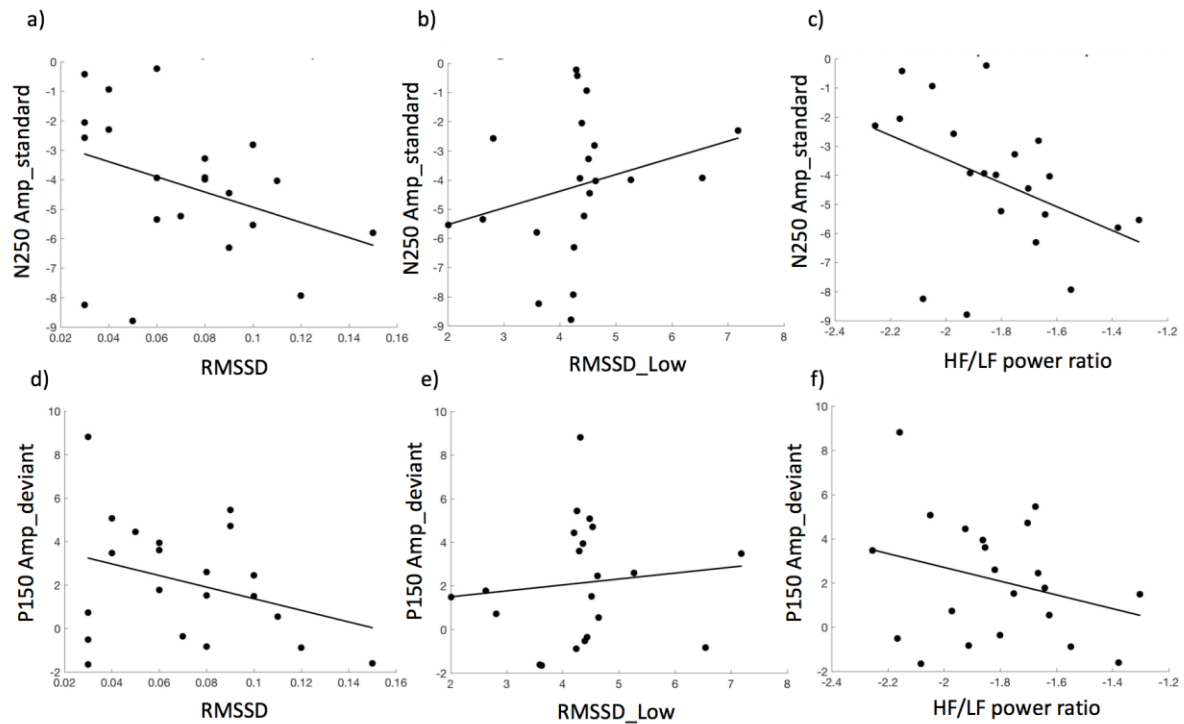 a)
b)
c)
N250 Amp_standard
0
-1
-2
-3
-4
-5
-6
-7
-8
-9
0.02 0.04 0.06 0.08 0.1 0.12 0.14 0.16
RMSSD
N250 Amp_standard
0
-1
-2
-3
-4
-5
-6
-7
-8
-9
2 3 4 5 6 7 8
RMSSD_Low
N250 Amp_standard
0
-1
-2
-3
-4
-5
-6
-7
-8
-9
-2.4 -2.2 -2 -1.8 -1.6 -1.4 -1.2
HF/LF power ratio
d)
e)
f)
P150 Amp_deviant
10
8
6
4
2
0
-2
0.02 0.04 0.06 0.08 0.1 0.12 0.14 0.16
RMSSD
P150 Amp_deviant
10
8
6
4
2
0
-2
2 3 4 5 6 7 8
RMSSD_Low
P150 Amp_deviant
10
8
6
4
2
0
-2
-2.4 -2.2 -2 -1.8 -1.6 -1.4 -1.2
HF/LF power ratio